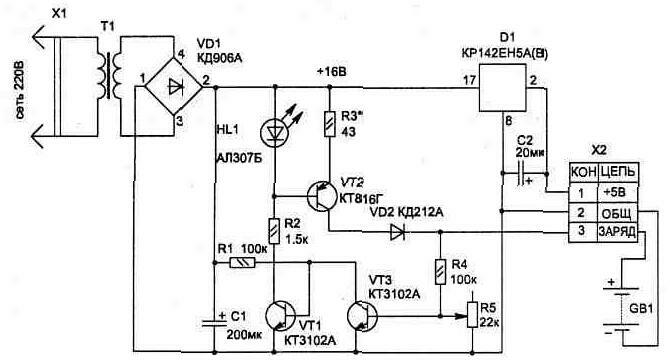 X1
T1
сеть 220В
4
VD1
КД906А
1
2
3
+16В
D1
КР142ЕН5А(В)
17
2
8
HL1
АЛ307Б
R3*
43
C2
20мк
+
X2
КОН ЦЕПЬ
1 +5В
2 ОБЩ
3 ЗАРЯД
VT2
КТ816Г
VD2 КД212А
R2
1.5к
R1 100к
R4
100к
VT3
КТ3102А
R5
22к
+
C1
200мк
VT1
КТ3102А
+
GB1
−